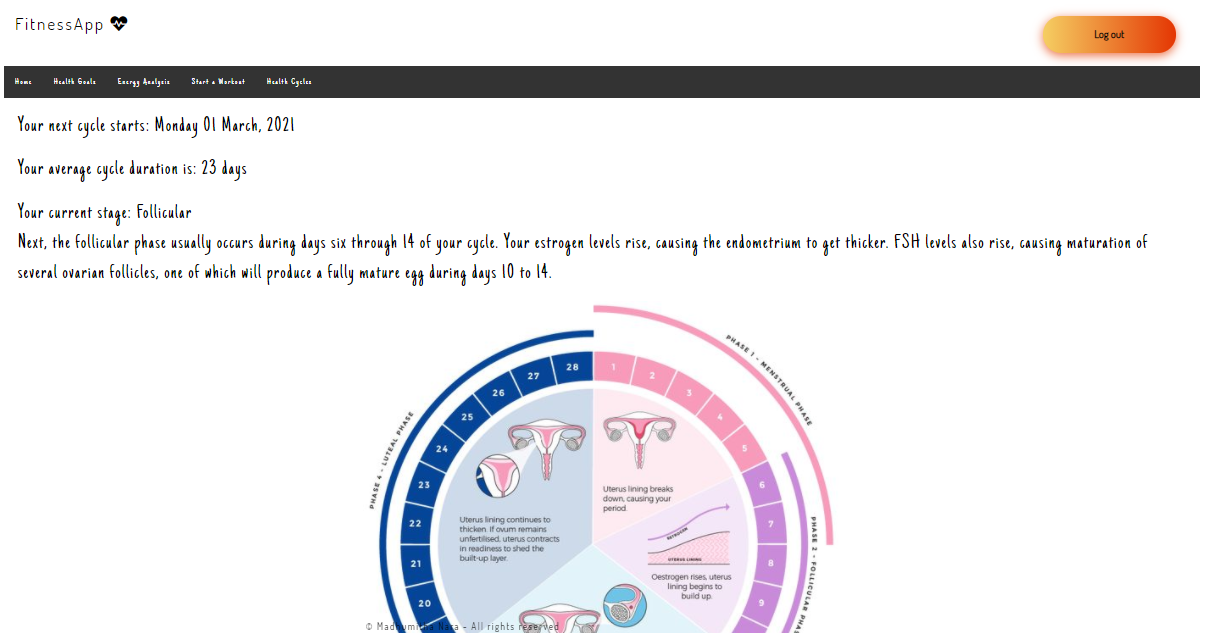 FitnessApp
Log out
Home Health Goals Energy Analysis Start a Workout Health Cycles
Your next cycle starts: Monday 01 March, 2021
Your average cycle duration is: 23 days
Your current stage: Follicular
Next, the follicular phase usually occurs during days six through 14 of your cycle. Your estrogen levels rise, causing the endometrium to get thicker. FSH levels also rise, causing maturation of
several ovarian follicles, one of which will produce a fully mature egg during days 10 to 14.
PHASE 1 - MENSTRUAL PHASE
PHASE 4 - LUTEAL PHASE
PHASE 2 - FOLLICULAR
28 1
27 2
26 3
25 4
24 5
23 6
22 7
21 8
20 9
Uterus lining breaks
down, causing your
period.
Uterus lining continues to
thicken. If ovum remains
unfertilised, uterus contracts
in readiness to shed the
built-up layer.
UTERUS LINING
Oestrogen rises, uterus
lining begins to
build up.
© Madhumitha Nara - All rights reserved